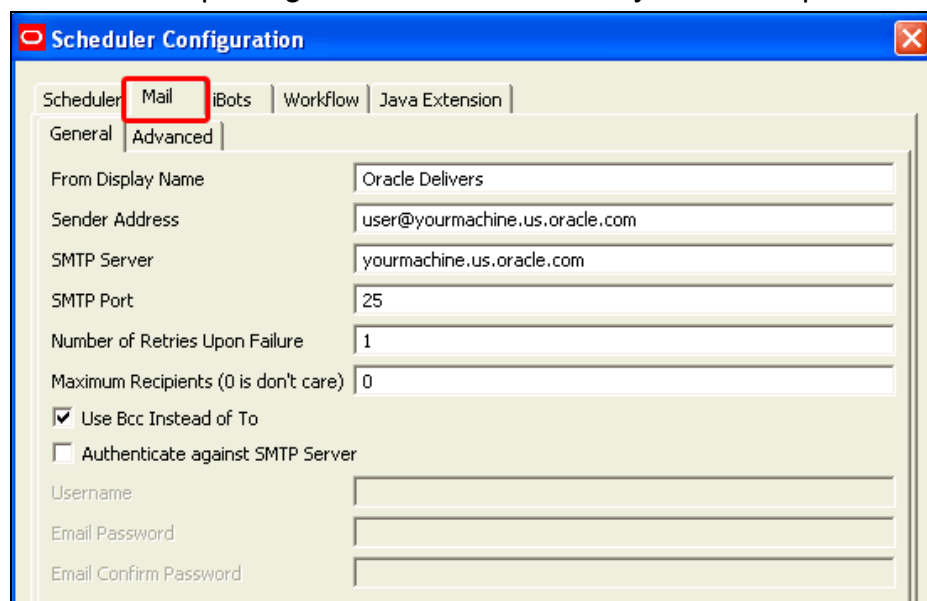 Scheduler Configuration
Scheduler Mail iBots Workflow Java Extension
General Advanced
From Display Name Oracle Delivers
Sender Address user@yourmachine.us.oracle.com
SMTP Server yourmachine.us.oracle.com
SMTP Port 25
Number of Retries Upon Failure 1
Maximum Recipients (0 is don't care) 0
Use Bcc Instead of To
Authenticate against SMTP Server
Username
Email Password
Email Confirm Password